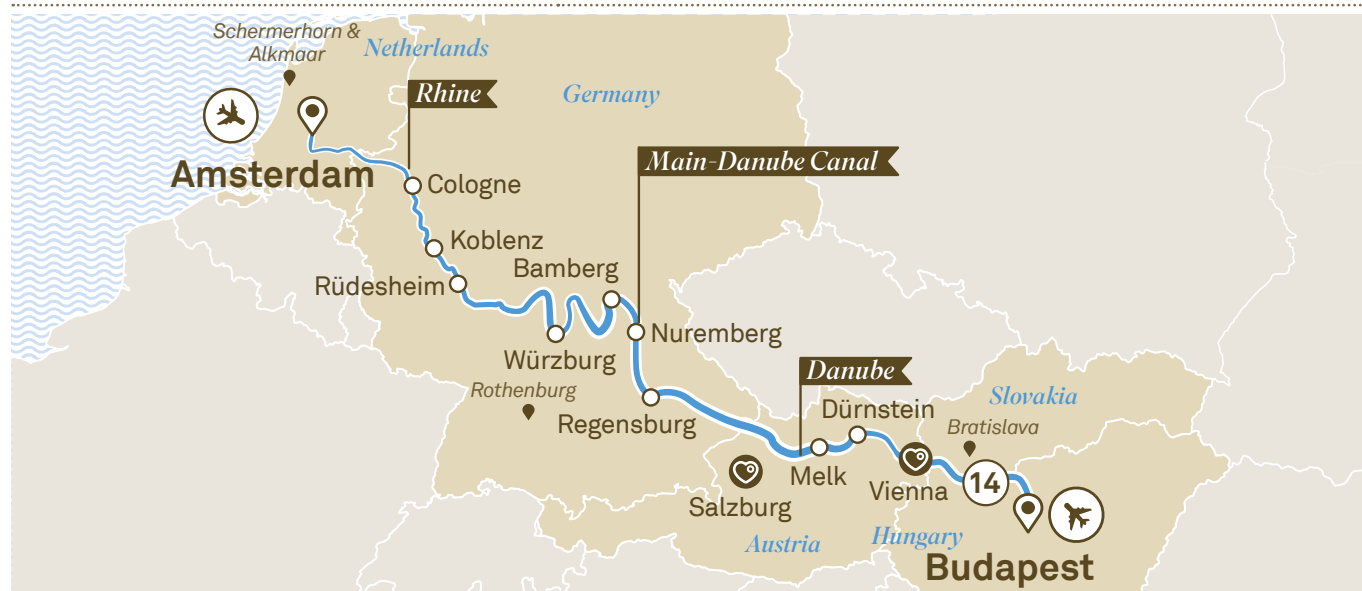 Schermerhorn &
Alkmaar
Netherlands
Rhine
Germany
Amsterdam
Main-Danube Canal
Cologne
Koblenz
Bamberg
Rüdesheim
Nuremberg
Würzburg
Rothenburg
Danube
Slovakia
Dürnstein
Regensburg
Bratislava
Melk
Vienna
14
Salzburg
Austria
Hungary
Budapest